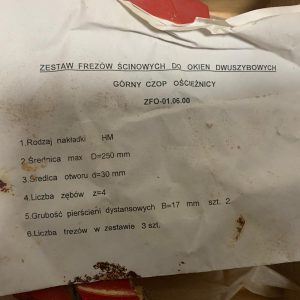 ZESTAW FREZÓW ŚCINOWYCH DO OKIEN DWUSZYBOWYCH
GÓRNY CZOP OŚCIEŻNICY
ZFO-01.06.00
1.Rodzaj nakładki HM
2.Średnica max D=250 mm
3.Średica otworu d=30 mm
4.Liczba zębów z=4
5.Grubość pierścieni dystansowych B=17 mm szt. 2
6.Liczba frezów w zestawie 3 szt.